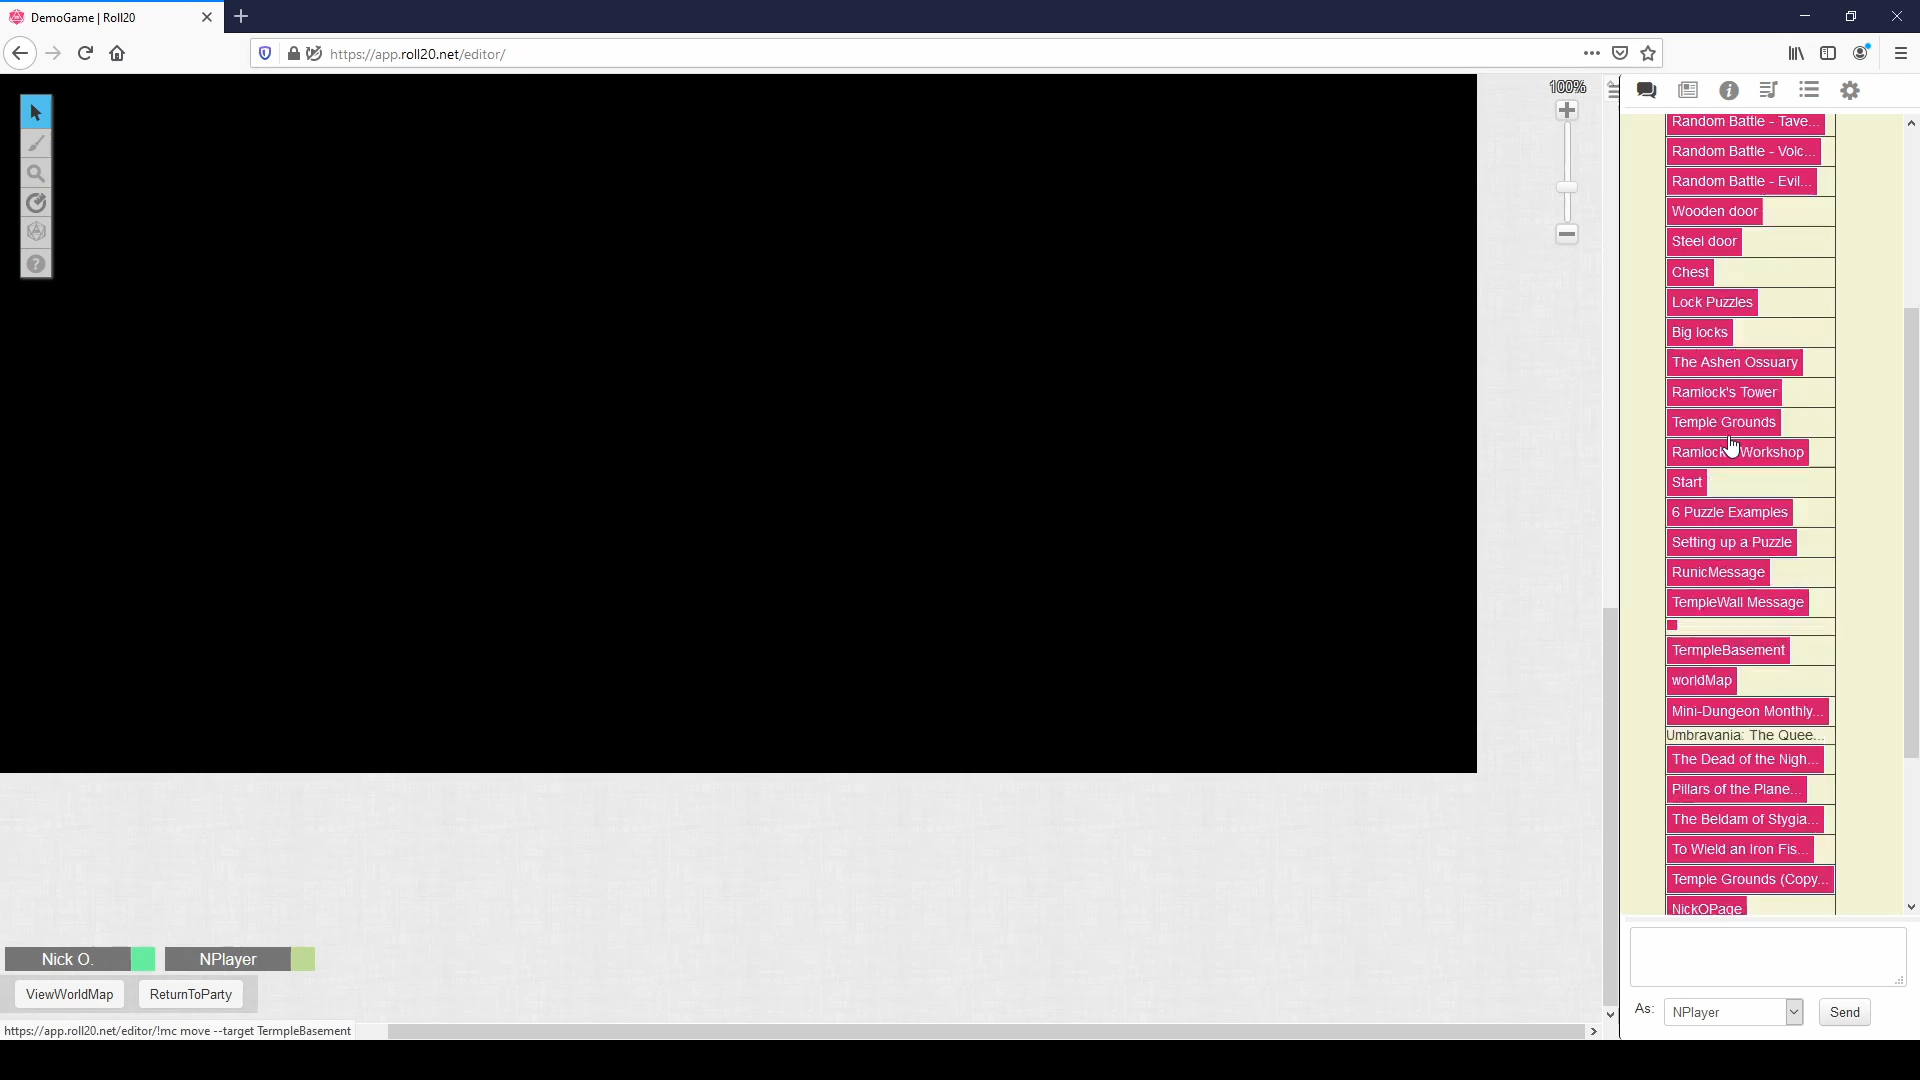 DemoGame | Roll20
https://app.roll20.net/editor/
100%
Random Battle - Tave...
Random Battle - Volc...
Random Battle - Evil...
Wooden door
Steel door
Chest
Lock Puzzles
Big locks
The Ashen Ossuary
Ramlock's Tower
Temple Grounds
Workshop
Start
6 Puzzle Examples
Setting up a Puzzle
RunicMessage
TempleWall Message
TermpleBasement
worldMap
Mini-Dungeon Monthly...
Umbravania: The Quee...
The Dead of the Nigh...
Pillars of the Plane...
The Beldam of Stygia...
To Wield an Iron Fis...
Temple Grounds (Copy...
NickOPage
Nick O.
NPlayer
ViewWorldMap
ReturnToParty
As:
NPlayer
Send
https://app.roll20.net/editor/!mc move --target TermpleBasement